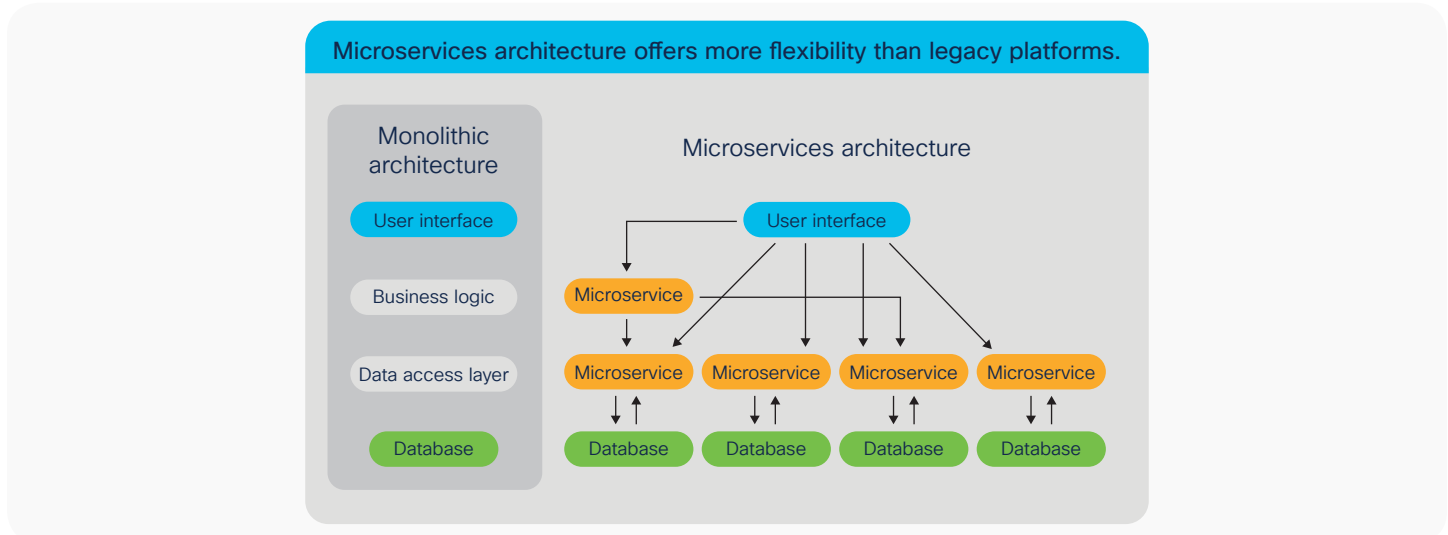 Microservices architecture offers more flexibility than legacy platforms.
Monolithic
architecture
User interface
Business logic
Data access layer
Database
Microservices architecture
User interface
Microservice
Microservice
Microservice
Microservice
Microservice
Database
Database
Database
Database